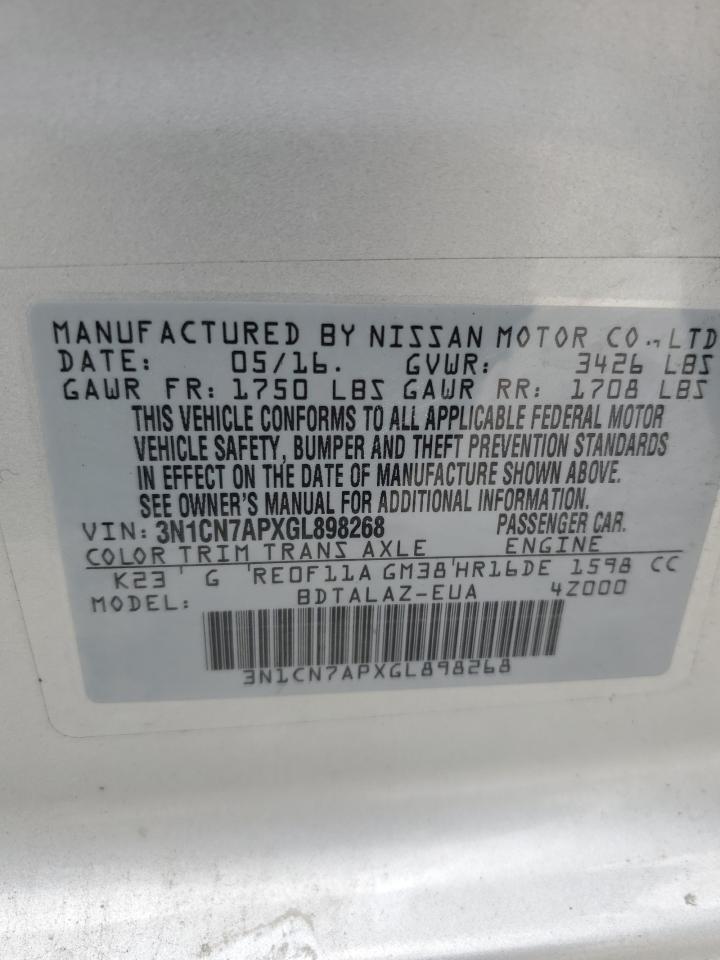 MANUFACTURED BY NISSAN MOTOR CO., LTD
DATE: 05/16. GVWR: 3426 LBS
GAWR FR: 1750 LBS GAWR RR: 1708 LBS
THIS VEHICLE CONFORMS TO ALL APPLICABLE FEDERAL MOTOR
VEHICLE SAFETY, BUMPER AND THEFT PREVENTION STANDARDS
IN EFFECT ON THE DATE OF MANUFACTURE SHOWN ABOVE.
SEE OWNER'S MANUAL FOR ADDITIONAL INFORMATION.
VIN: 3N1CN7APXGL898268 PASSENGER CAR.
COLOR TRIM TRANS AXLE ENGINE
K23 G RE0F11A GM38 HR16DE 1598 CC
MODEL: BDTALAZ-EUA 4Z000
3N1CN7APXGL898268